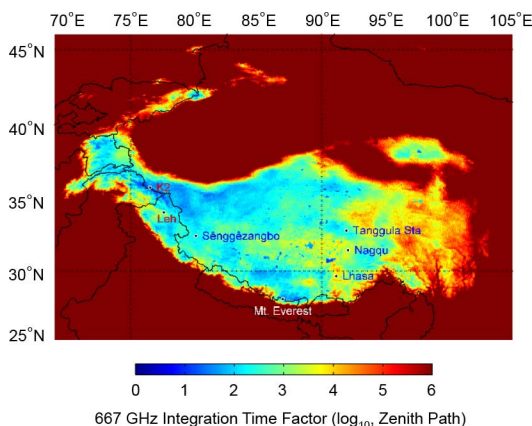 69°E 75°E 80°E 85°E 90°E 95°E 100°E 105°E
45°N
40°N
K2
35°N
Leh
Tanggula Sta
Sênggêzangbo
Nagqu
30°N
Lhasa
Mt. Everest
25°N
0 1 2 3 4 5 6
667 GHz Integration Time Factor (log₁₀, Zenith Path)